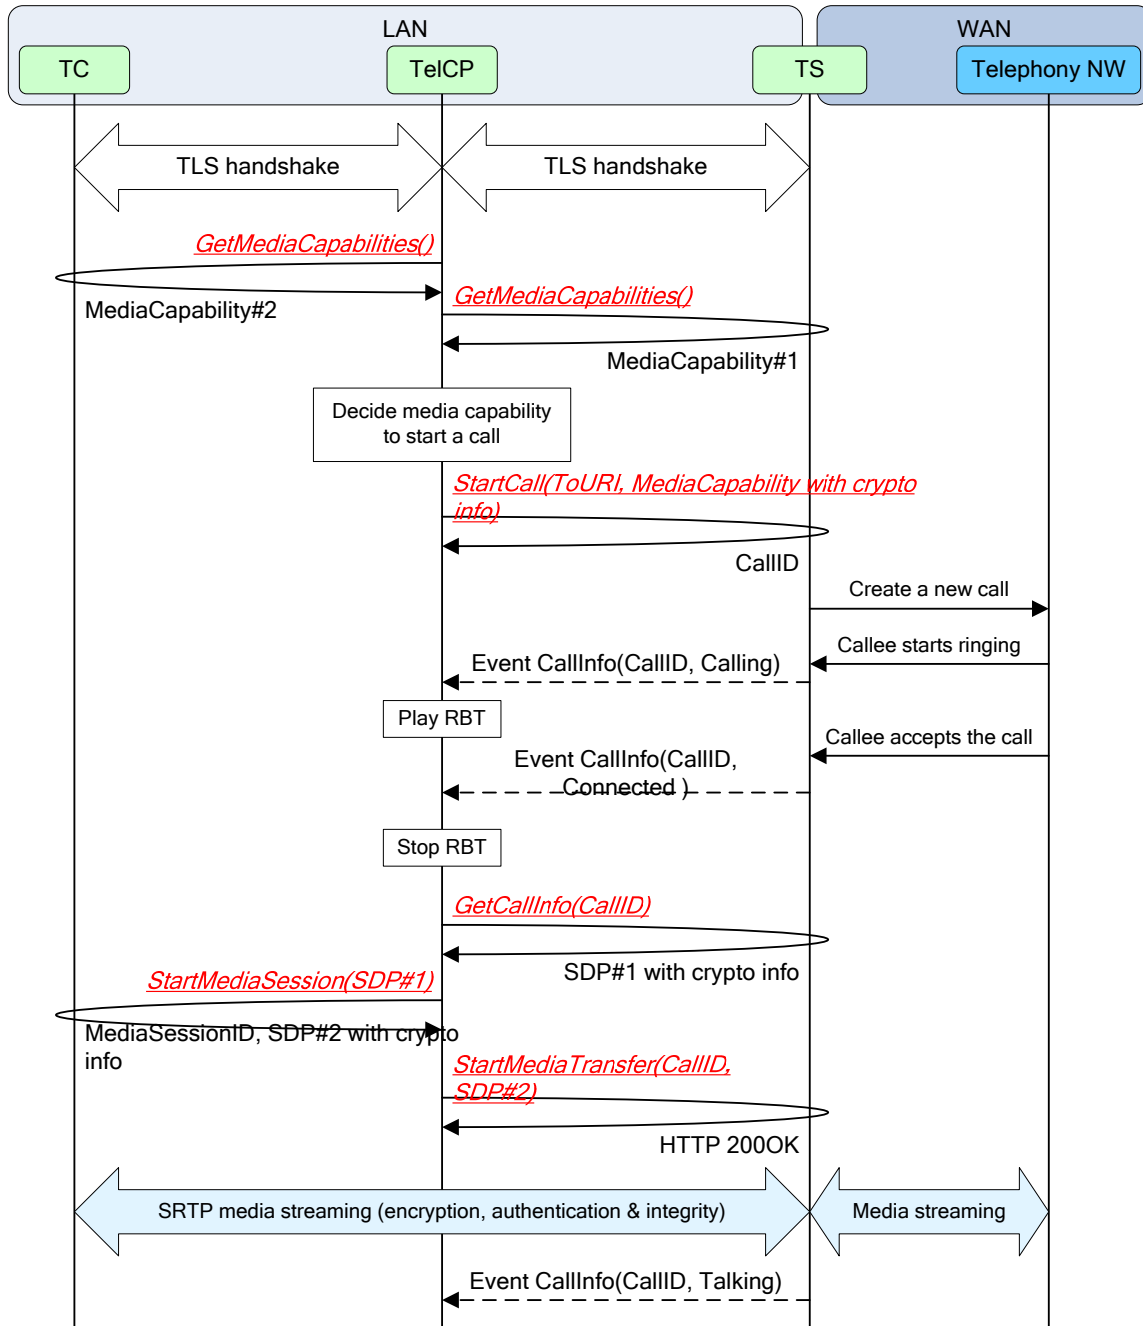 LAN
WAN
TC
TelCP
TS
Telephony NW
TLS handshake
TLS handshake
GetMediaCapabilities()
MediaCapability#2
GetMediaCapabilities()
MediaCapability#1
Decide media capability
to start a call
StartCall(ToURI, MediaCapability with crypto
info)
CallID
Create a new call
Callee starts ringing
Event CallInfo(CallID, Calling)
Play RBT
Callee accepts the call
Event CallInfo(CallID,
Connected )
Stop RBT
GetCallInfo(CallID)
SDP#1 with crypto info
StartMediaSession(SDP#1)
MediaSessionID, SDP#2 with crypto
info
StartMediaTransfer(CallID,
SDP#2)
HTTP 200OK
SRTP media streaming (encryption, authentication & integrity)
Media streaming
Event CallInfo(CallID, Talking)